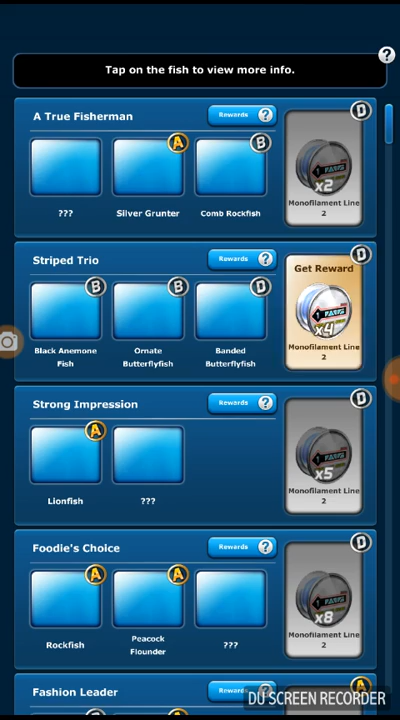 ?
Tap on the fish to view more info.
A True Fisherman
Rewards ?
D
A
B
x2
Monofilament Line
2
???
Silver Grunter
Comb Rockfish
Striped Trio
Rewards ?
D
Get Reward
B
B
D
x4
Monofilament Line
2
Black Anemone
Fish
Ornate
Butterflyfish
Banded
Butterflyfish
Strong Impression
Rewards ?
D
A
x5
Monofilament Line
2
Lionfish
???
Foodie's Choice
Rewards ?
D
A
A
x8
Monofilament Line
2
Rockfish
Peacock
Flounder
???
Fashion Leader
Rewards
A
DU SCREEN RECORDER